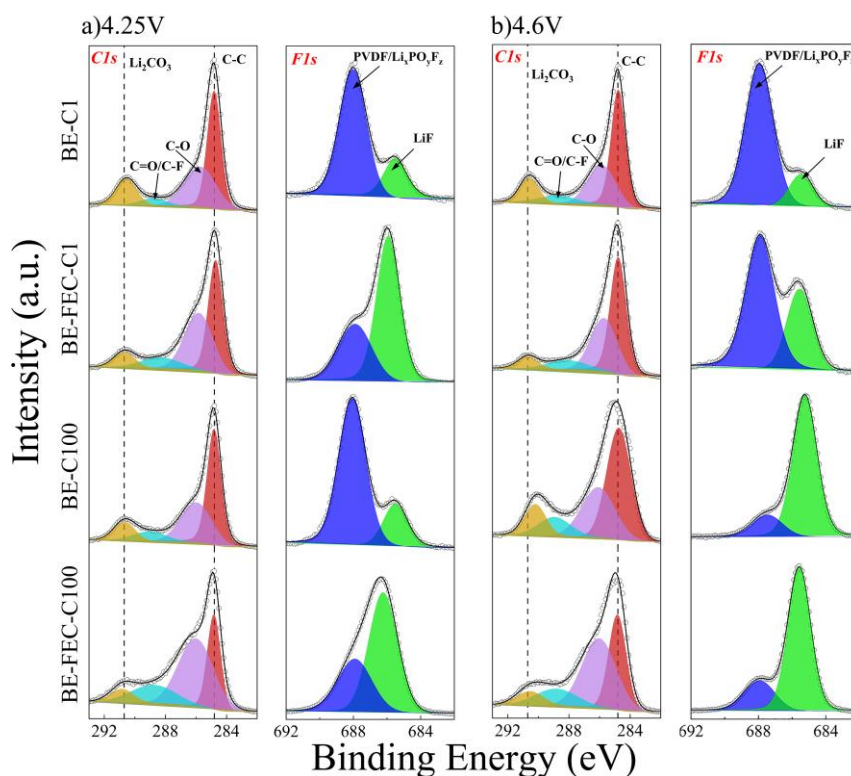 a)4.25V
b)4.6V
C1s
Li₂CO₃
C-C
C=O/C-F
C-O
F1s
PVDF/LiₓPOᵧF_z
LiF
C1s
Li₂CO₃
C-C
C=O/C-F
C-O
F1s
PVDF/LiₓPOᵧF
LiF
BE-C1
BE-FEC-C1
BE-C100
BE-FEC-C100
Intensity (a.u.)
292 288 284
692 688 684
292 288 284
692 688 684
Binding Energy (eV)